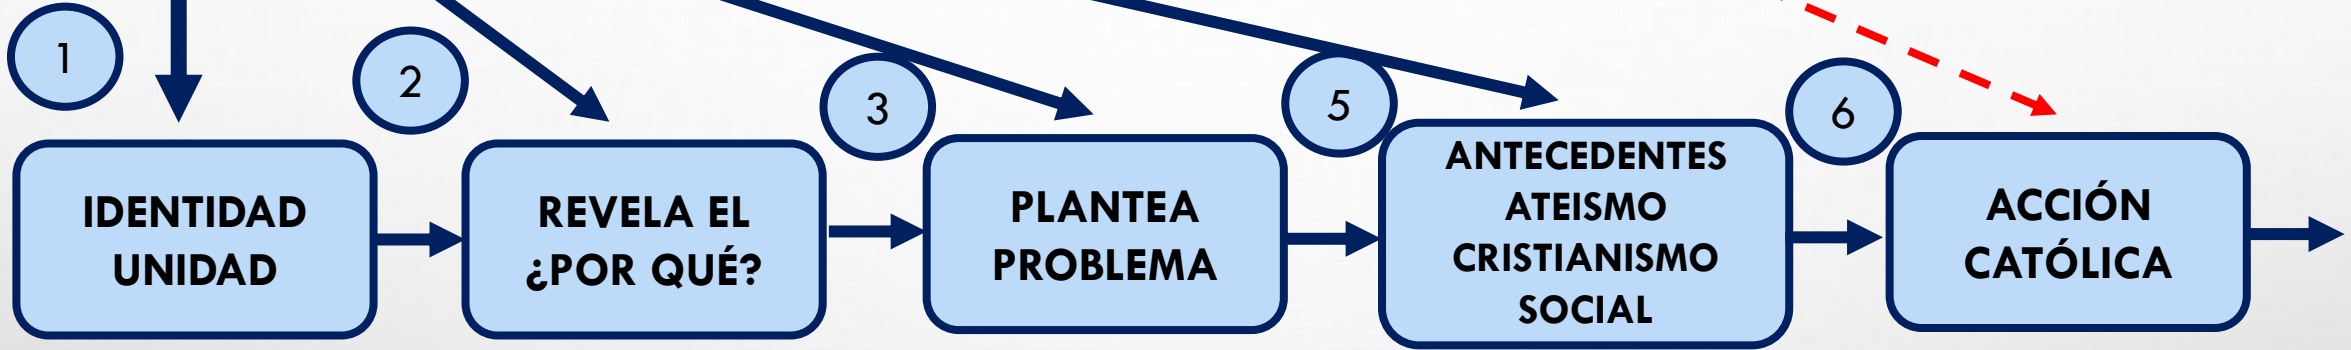 1
IDENTIDAD
UNIDAD
2
REVELA EL
¿POR QUÉ?
3
PLANTEA
PROBLEMA
5
ANTECEDENTES
ATEISMO
CRISTIANISMO
SOCIAL
6
ACCIÓN
CATÓLICA